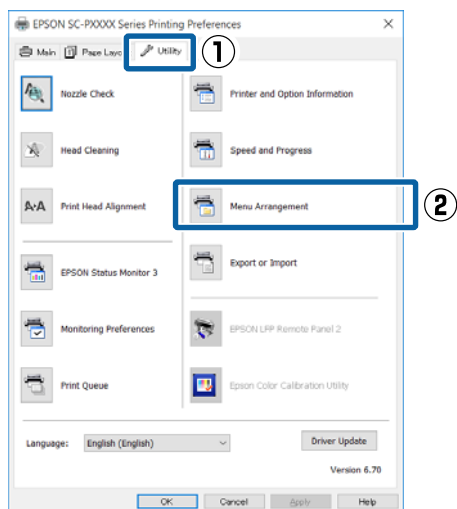 EPSON SC-PXXXX Series Printing Preferences
Main Page Layo Utility ①
Nozzle Check
Printer and Option Information
Head Cleaning
Speed and Progress
A·A Print Head Alignment
Menu Arrangement ②
EPSON Status Monitor 3
Export or Import
Monitoring Preferences
EPSON LFP Remote Panel 2
Print Queue
Epson Color Calibration Utility
Language: English (English)
Driver Update
Version 6.70
OK Cancel Apply Help